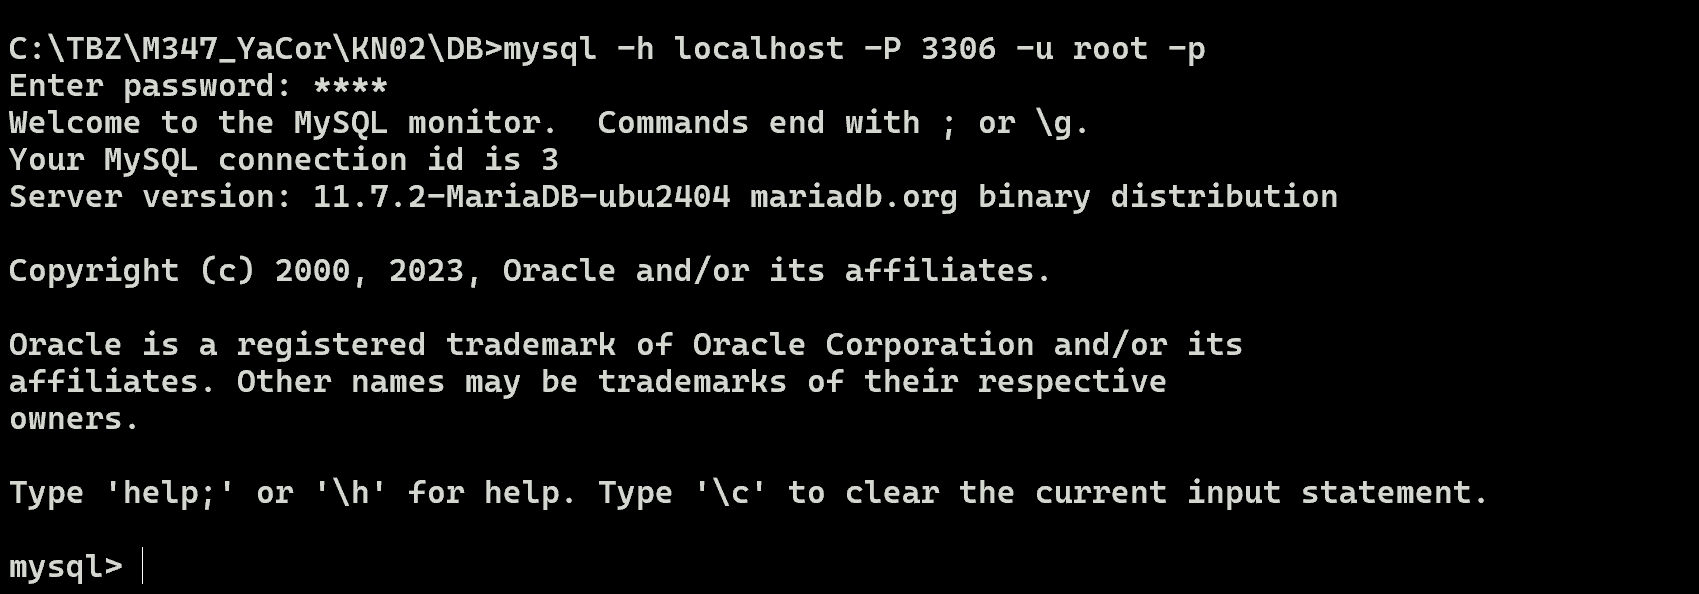 C:\TBZ\M347_YaCor\KN02\DB>mysql -h localhost -P 3306 -u root -p
Enter password: ****
Welcome to the MySQL monitor.  Commands end with ; or \g.
Your MySQL connection id is 3
Server version: 11.7.2-MariaDB-ubu2404 mariadb.org binary distribution
Copyright (c) 2000, 2023, Oracle and/or its affiliates.
Oracle is a registered trademark of Oracle Corporation and/or its
affiliates. Other names may be trademarks of their respective
owners.
Type 'help;' or '\h' for help. Type '\c' to clear the current input statement.
mysql>